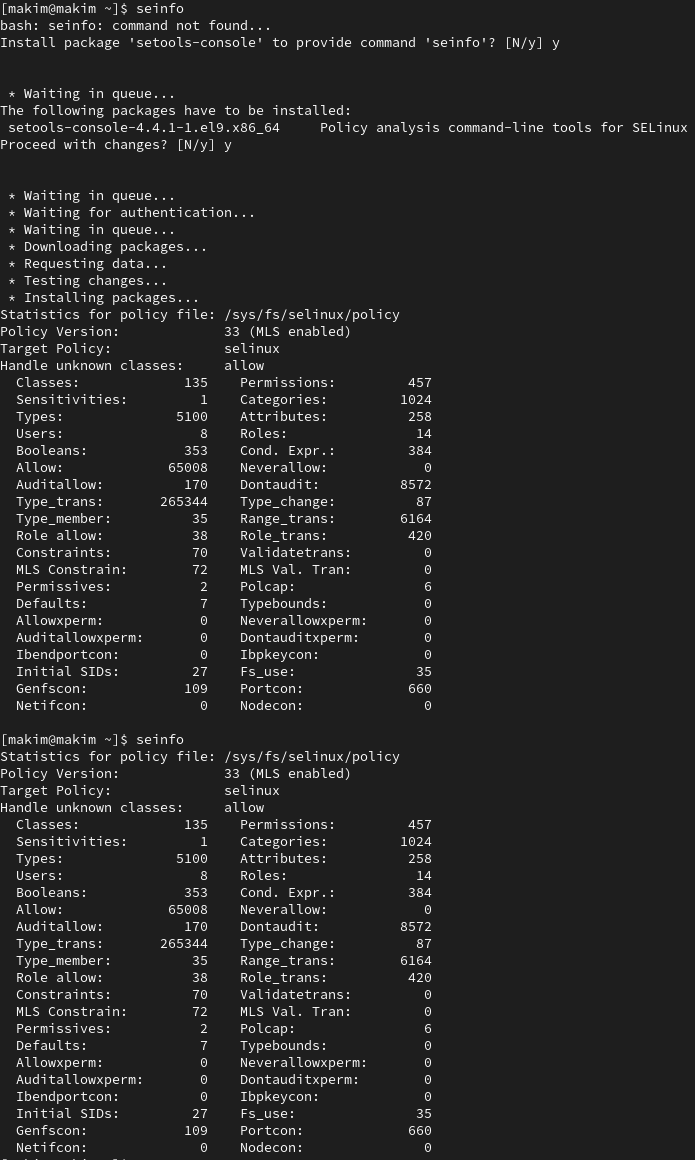 [makim@makim ~]$ seinfo
bash: seinfo: command not found...
Install package 'setools-console' to provide command 'seinfo'? [N/y] y
 * Waiting in queue...
The following packages have to be installed:
 setools-console-4.4.1-1.el9.x86_64     Policy analysis command-line tools for SELinux
Proceed with changes? [N/y] y
 * Waiting in queue...
 * Waiting for authentication...
 * Waiting in queue...
 * Downloading packages...
 * Requesting data...
 * Testing changes...
 * Installing packages...
Statistics for policy file: /sys/fs/selinux/policy
Policy Version:             33 (MLS enabled)
Target Policy:              selinux
Handle unknown classes:     allow
  Classes:             135    Permissions:         457
  Sensitivities:         1    Categories:         1024
  Types:              5100    Attributes:          258
  Users:                 8    Roles:                14
  Booleans:            353    Cond. Expr.:         384
  Allow:             65008    Neverallow:            0
  Auditallow:          170    Dontaudit:          8572
  Type_trans:       265344    Type_change:          87
  Type_member:          35    Range_trans:        6164
  Role allow:           38    Role_trans:          420
  Constraints:          70    Validatetrans:         0
  MLS Constrain:        72    MLS Val. Tran:         0
  Permissives:           2    Polcap:                6
  Defaults:              7    Typebounds:            0
  Allowxperm:            0    Neverallowxperm:       0
  Auditallowxperm:       0    Dontauditxperm:        0
  Ibendportcon:          0    Ibpkeycon:             0
  Initial SIDs:         27    Fs_use:               35
  Genfscon:            109    Portcon:             660
  Netifcon:              0    Nodecon:               0
[makim@makim ~]$ seinfo
Statistics for policy file: /sys/fs/selinux/policy
Policy Version:             33 (MLS enabled)
Target Policy:              selinux
Handle unknown classes:     allow
  Classes:             135    Permissions:         457
  Sensitivities:         1    Categories:         1024
  Types:              5100    Attributes:          258
  Users:                 8    Roles:                14
  Booleans:            353    Cond. Expr.:         384
  Allow:             65008    Neverallow:            0
  Auditallow:          170    Dontaudit:          8572
  Type_trans:       265344    Type_change:          87
  Type_member:          35    Range_trans:        6164
  Role allow:           38    Role_trans:          420
  Constraints:          70    Validatetrans:         0
  MLS Constrain:        72    MLS Val. Tran:         0
  Permissives:           2    Polcap:                6
  Defaults:              7    Typebounds:            0
  Allowxperm:            0    Neverallowxperm:       0
  Auditallowxperm:       0    Dontauditxperm:        0
  Ibendportcon:          0    Ibpkeycon:             0
  Initial SIDs:         27    Fs_use:               35
  Genfscon:            109    Portcon:             660
  Netifcon:              0    Nodecon:               0